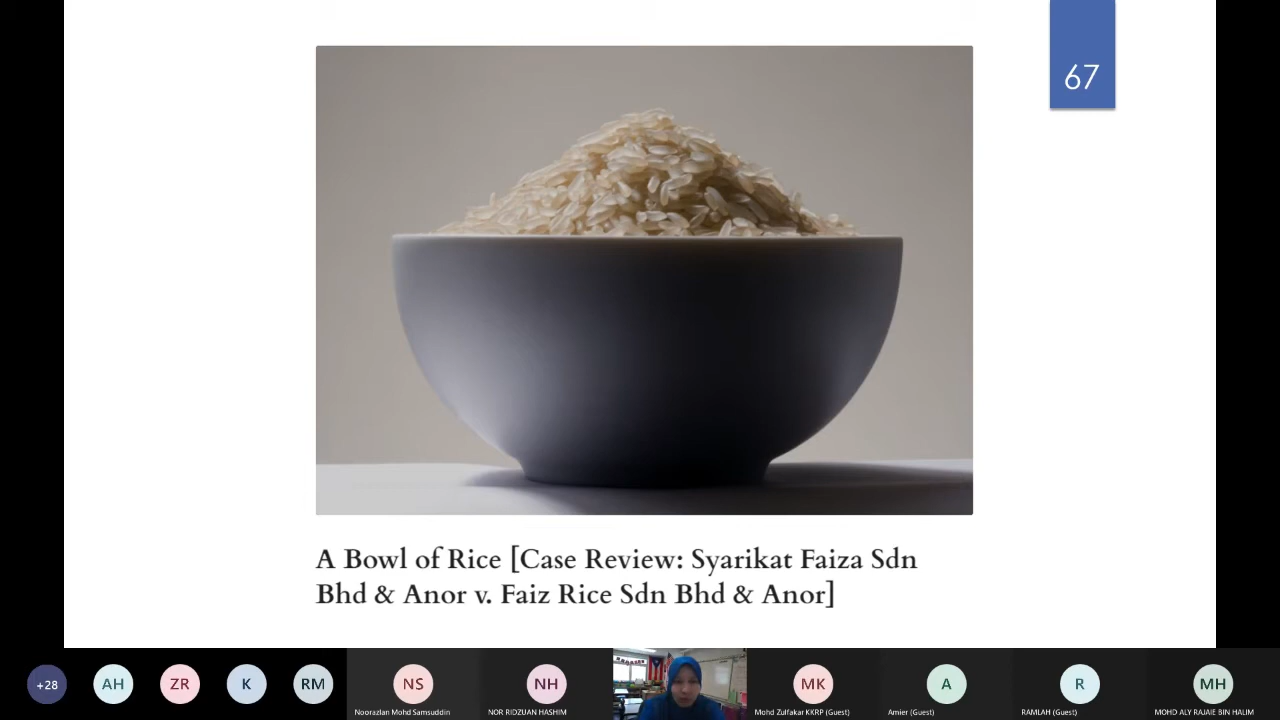 67
A Bowl of Rice [Case Review: Syarikat Faiza Sdn
Bhd & Anor v. Faiz Rice Sdn Bhd & Anor]
+28
AH
ZR
K
RM
NS
NH
MK
A
R
MH
Noorazlan Mohd Samsuddin
NOR RIDZUAN HASHIM
Mohd Zulfakar KKRP (Guest)
Amier (Guest)
RAMLAH (Guest)
MOHD ALY RAJAIE BIN HALIM